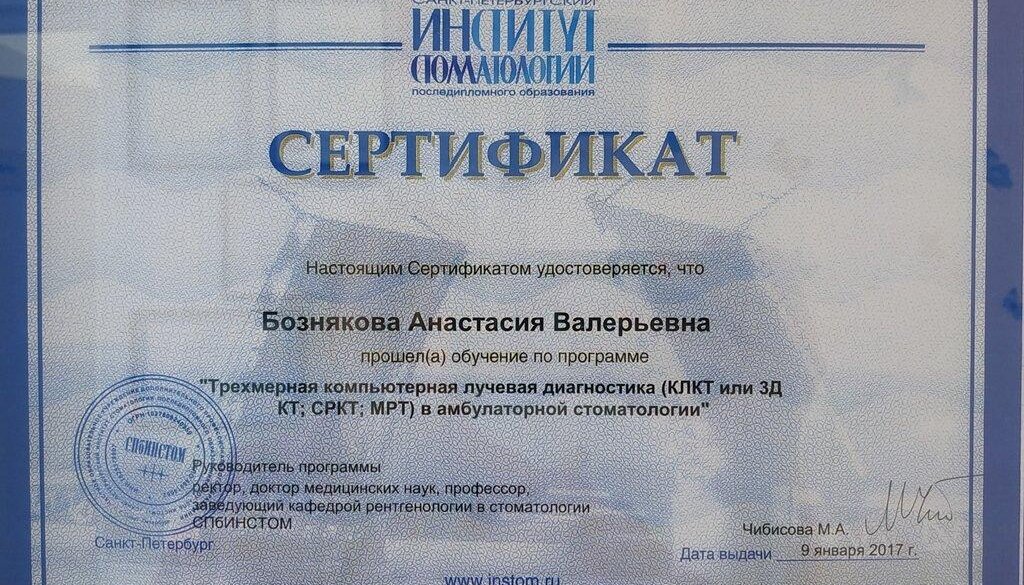 САНКТ-ПЕТЕРБУРГСКИЙ
ИНСТИТУТ
СТОМАТОЛОГИИ
последипломного образования
СЕРТИФИКАТ
Настоящим Сертификатом удостоверяется, что
Бознякова Анастасия Валерьевна
прошел(а) обучение по программе
"Трехмерная компьютерная лучевая диагностика (КЛКТ или 3Д
КТ; СРКТ; МРТ) в амбулаторной стоматологии"
СПбИНСТОМ
Руководитель программы
ректор, доктор медицинских наук, профессор,
заведующий кафедрой рентгенологии в стоматологии
СПбИНСТОМ
Чибисова М.А.
Санкт-Петербург
Дата выдачи 9 января 2017 г.
www.instom.ru